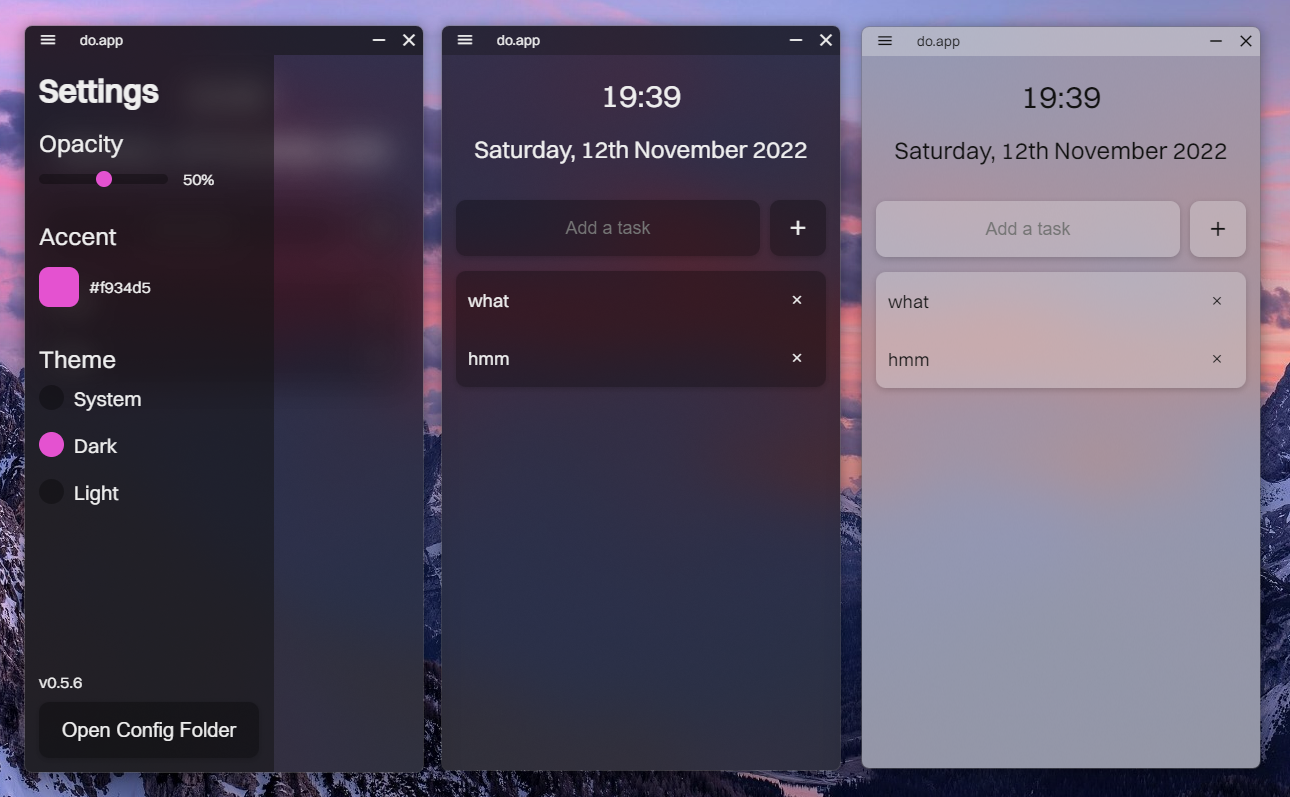 do.app
Settings
Opacity
50%
Accent
#f934d5
Theme
System
Dark
Light
v0.5.6
Open Config Folder
do.app
19:39
Saturday, 12th November 2022
Add a task +
what ×
hmm ×
do.app
19:39
Saturday, 12th November 2022
Add a task +
what ×
hmm ×